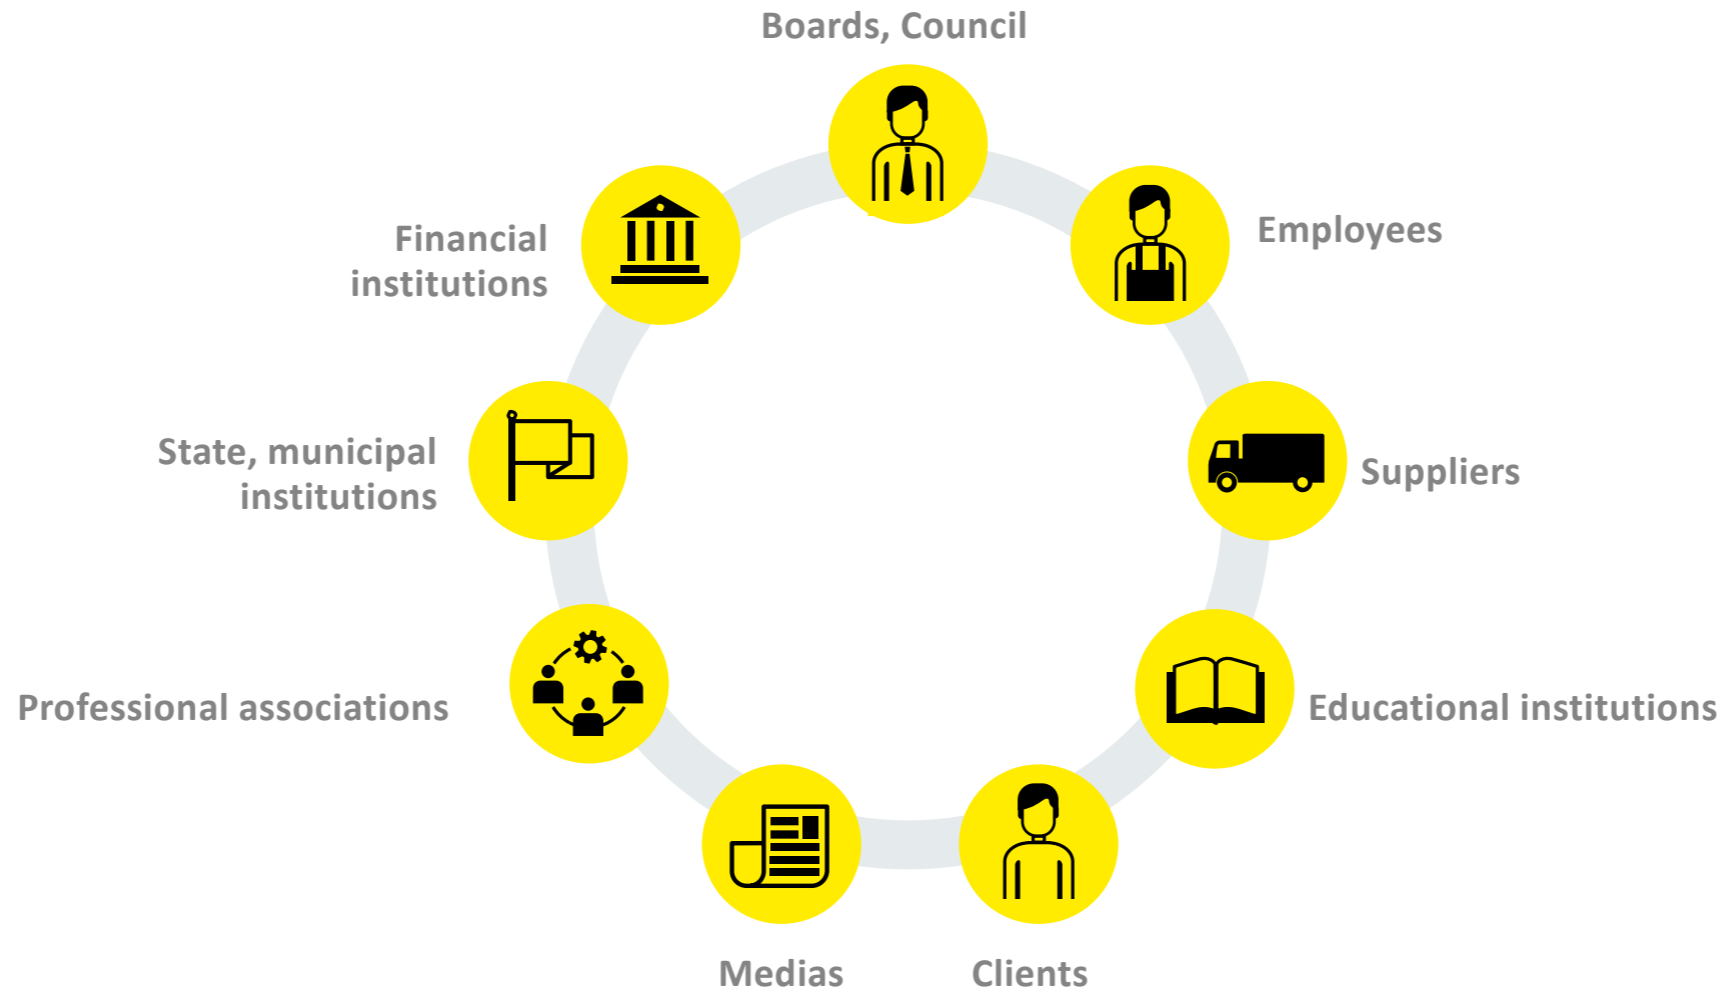 Boards, Council
Employees
Financial
institutions
State, municipal
institutions
Suppliers
Professional associations
Educational institutions
Medias
Clients